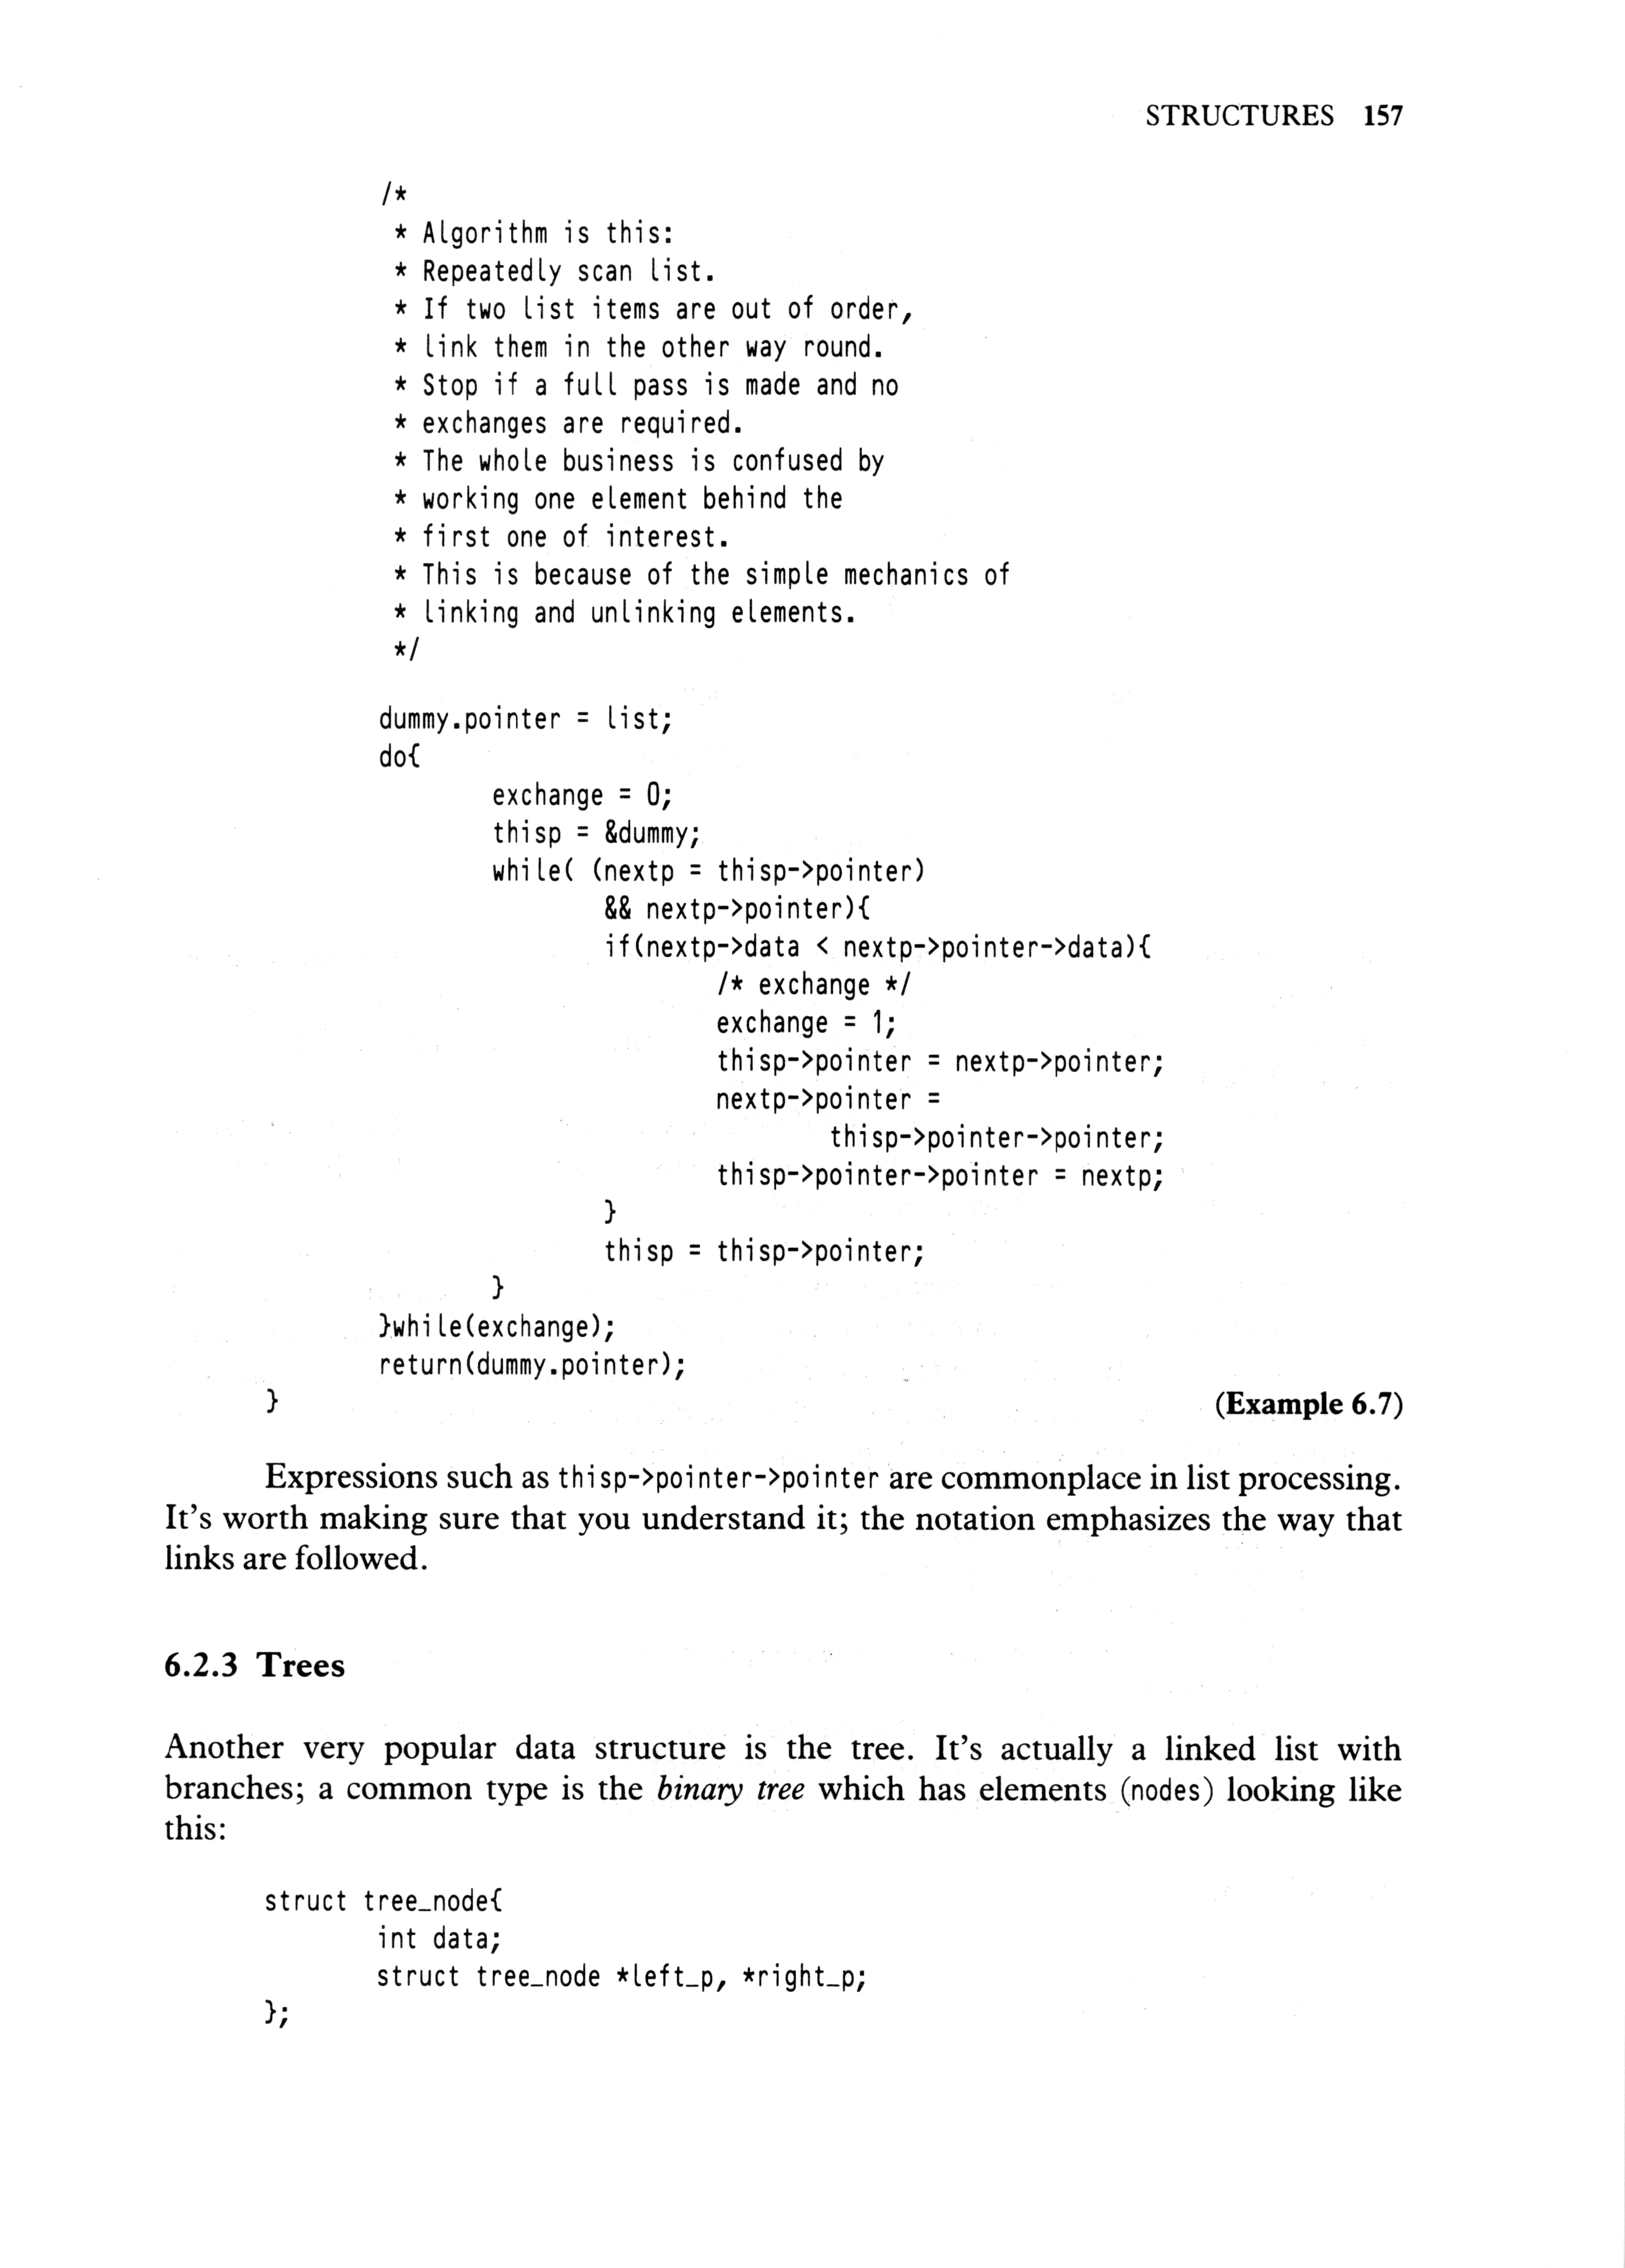 STRUCTURES 157
/*
 * Algorithm is this:
 * Repeatedly scan list.
 * If two list items are out of order,
 * link them in the other way round.
 * Stop if a full pass is made and no
 * exchanges are required.
 * The whole business is confused by
 * working one element behind the
 * first one of interest.
 * This is because of the simple mechanics of
 * linking and unlinking elements.
 */
dummy.pointer = list;
do{
exchange = 0;
thisp = &dummy;
while( (nextp = thisp->pointer)
&& nextp->pointer){
if(nextp->data < nextp->pointer->data){
/* exchange */
exchange = 1;
thisp->pointer = nextp->pointer;
nextp->pointer =
thisp->pointer->pointer;
thisp->pointer->pointer = nextp;
}
thisp = thisp->pointer;
}
}while(exchange);
return(dummy.pointer);
} (Example 6.7)
Expressions such as thisp->pointer->pointer are commonplace in list processing.
It's worth making sure that you understand it; the notation emphasizes the way that
links are followed.
6.2.3 Trees
Another very popular data structure is the tree. It's actually a linked list with
branches; a common type is the binary tree which has elements (nodes) looking like
this:
struct tree_node{
int data;
struct tree_node *left_p, *right_p;
};